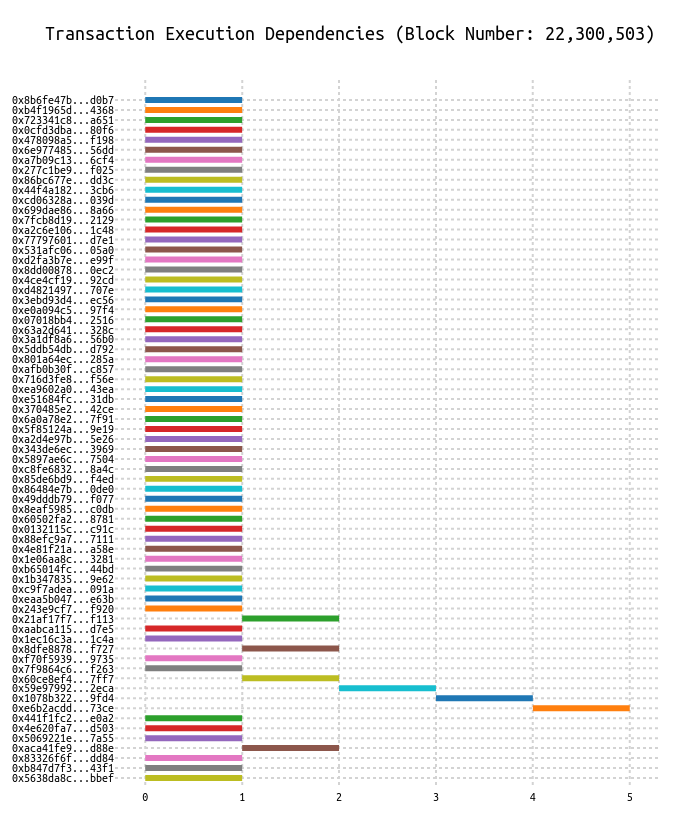 Transaction Execution Dependencies (Block Number: 22,300,503)
0x8b6fe47b...d0b7
0xb4f1965d...4368
0x723341c8...a651
0x0cfd3dba...80f6
0x478098a5...f198
0x6e977485...56dd
0xa7b09c13...6cf4
0x277c1be9...f025
0x86bc677e...dd3c
0x44f4a182...3cb6
0xcd06328a...039d
0x699dae86...8a66
0x7fcb8d19...2129
0xa2c6e106...1c48
0x77797601...d7e1
0x531afc06...05a0
0xd2fa3b7e...e99f
0x8dd00878...0ec2
0x4ce4cf19...92cd
0xd4821497...707e
0x3ebd93d4...ec56
0xe0a094c5...97f4
0x07018bb4...2516
0x63a2d641...328c
0x3a1df8a6...56b0
0x5ddb54db...d792
0x801a64ec...285a
0xafb0b30f...c857
0x716d3fe8...f56e
0xea9602a0...43ea
0xe51684fc...31db
0x370485e2...42ce
0x6a0a78e2...7f91
0x5f85124a...9e19
0xa2d4e97b...5e26
0x343de6ec...3969
0x5897ae6c...7504
0xc8fe6832...8a4c
0x85de6bd9...f4ed
0x86484e7b...0de0
0x49dddb79...f077
0x8eaf5985...c0db
0x60502fa2...8781
0x0132115c...c91c
0x88efc9a7...7111
0x4e81f21a...a58e
0x1e06aa8c...3281
0xb65014fc...44bd
0x1b347835...9e62
0xc9f7adea...091a
0xeaa5b047...e63b
0x243e9cf7...f920
0x21af17f7...f113
0xaabca115...d7e5
0x1ec16c3a...1c4a
0x8dfe8878...f727
0xf70f5939...9735
0x7f9864c6...f263
0x60ce8ef4...7ff7
0x59e97992...2eca
0x1078b322...9fd4
0xe6b2acdd...73ce
0x441f1fc2...e0a2
0x4e620fa7...d503
0x5069221e...7a55
0xaca41fe9...d88e
0x83326f6f...dd84
0xb847d7f3...43f1
0x5638da8c...bbef
0 1 2 3 4 5